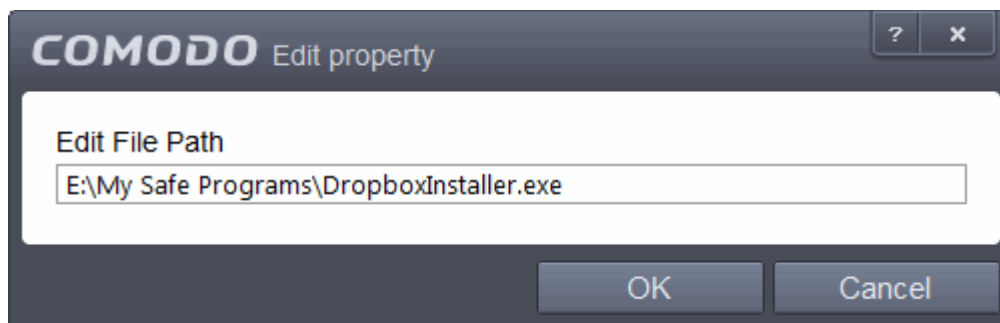 COMODO Edit property
? ×
Edit File Path
E:\My Safe Programs\DropboxInstaller.exe
OK Cancel